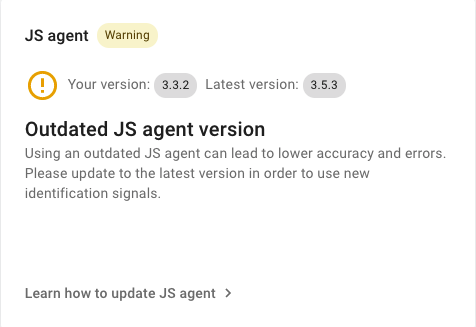 JS agent Warning
Your version: 3.3.2 Latest version: 3.5.3
Outdated JS agent version
Using an outdated JS agent can lead to lower accuracy and errors.
Please update to the latest version in order to use new
identification signals.
Learn how to update JS agent